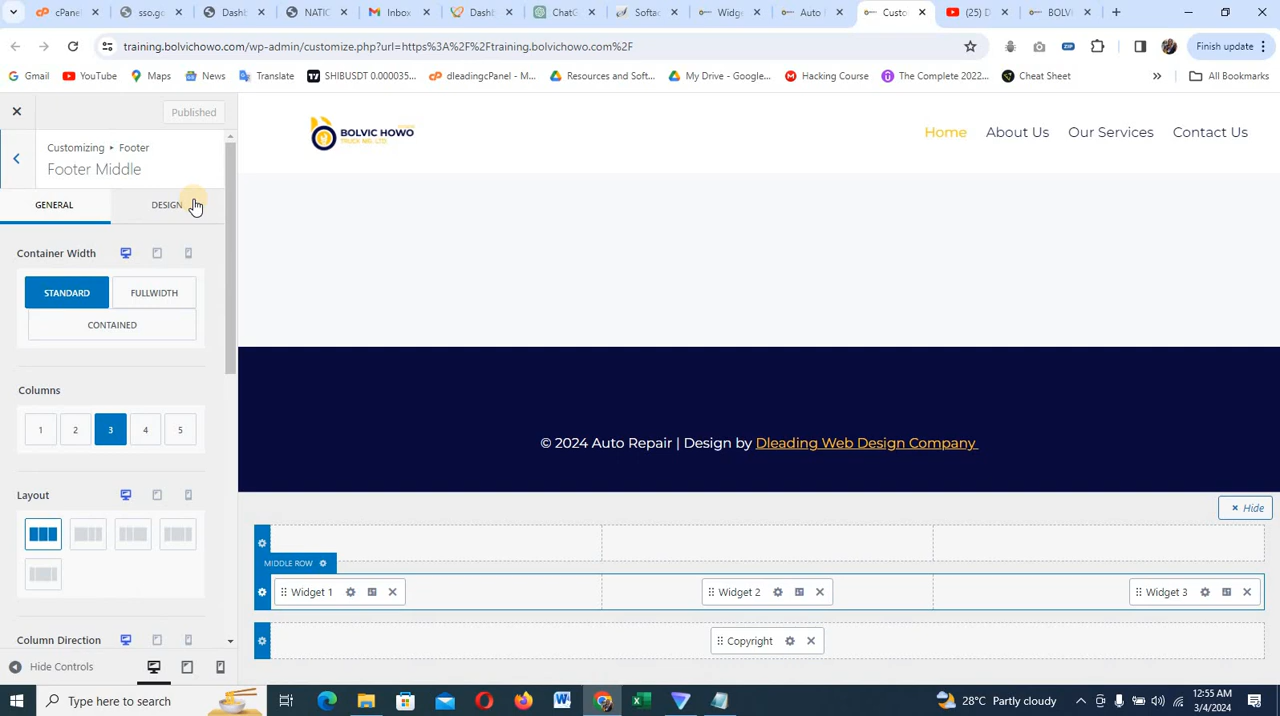 cPanel
sso.g
Dashb
NATIC
Inbox
Dash
ChatG
Softac
Widg
Auto
Custo
(25) D
BOLV
training.bolvichowo.com/wp-admin/customize.php?url=https%3A%2F%2Ftraining.bolvichowo.com%2F
Finish update
Gmail
YouTube
Maps
News
Translate
SHIBUSDT 0.000035...
dleadingcPanel - M...
Resources and Soft...
My Drive - Google...
Hacking Course
The Complete 2022...
Cheat Sheet
»
All Bookmarks
Published
Customizing ▸ Footer
Footer Middle
GENERAL
DESIGN
Container Width
STANDARD
FULLWIDTH
CONTAINED
Columns
1 2 3 4 5
Layout
Column Direction
Hide Controls
BOLVIC HOWO
TRUCK MFG. LTD
Home
About Us
Our Services
Contact Us
© 2024 Auto Repair | Design by Dleading Web Design Company
Hide
MIDDLE ROW
Widget 1
Widget 2
Widget 3
Copyright
Type here to search
28°C Partly cloudy
12:55 AM
3/4/2024